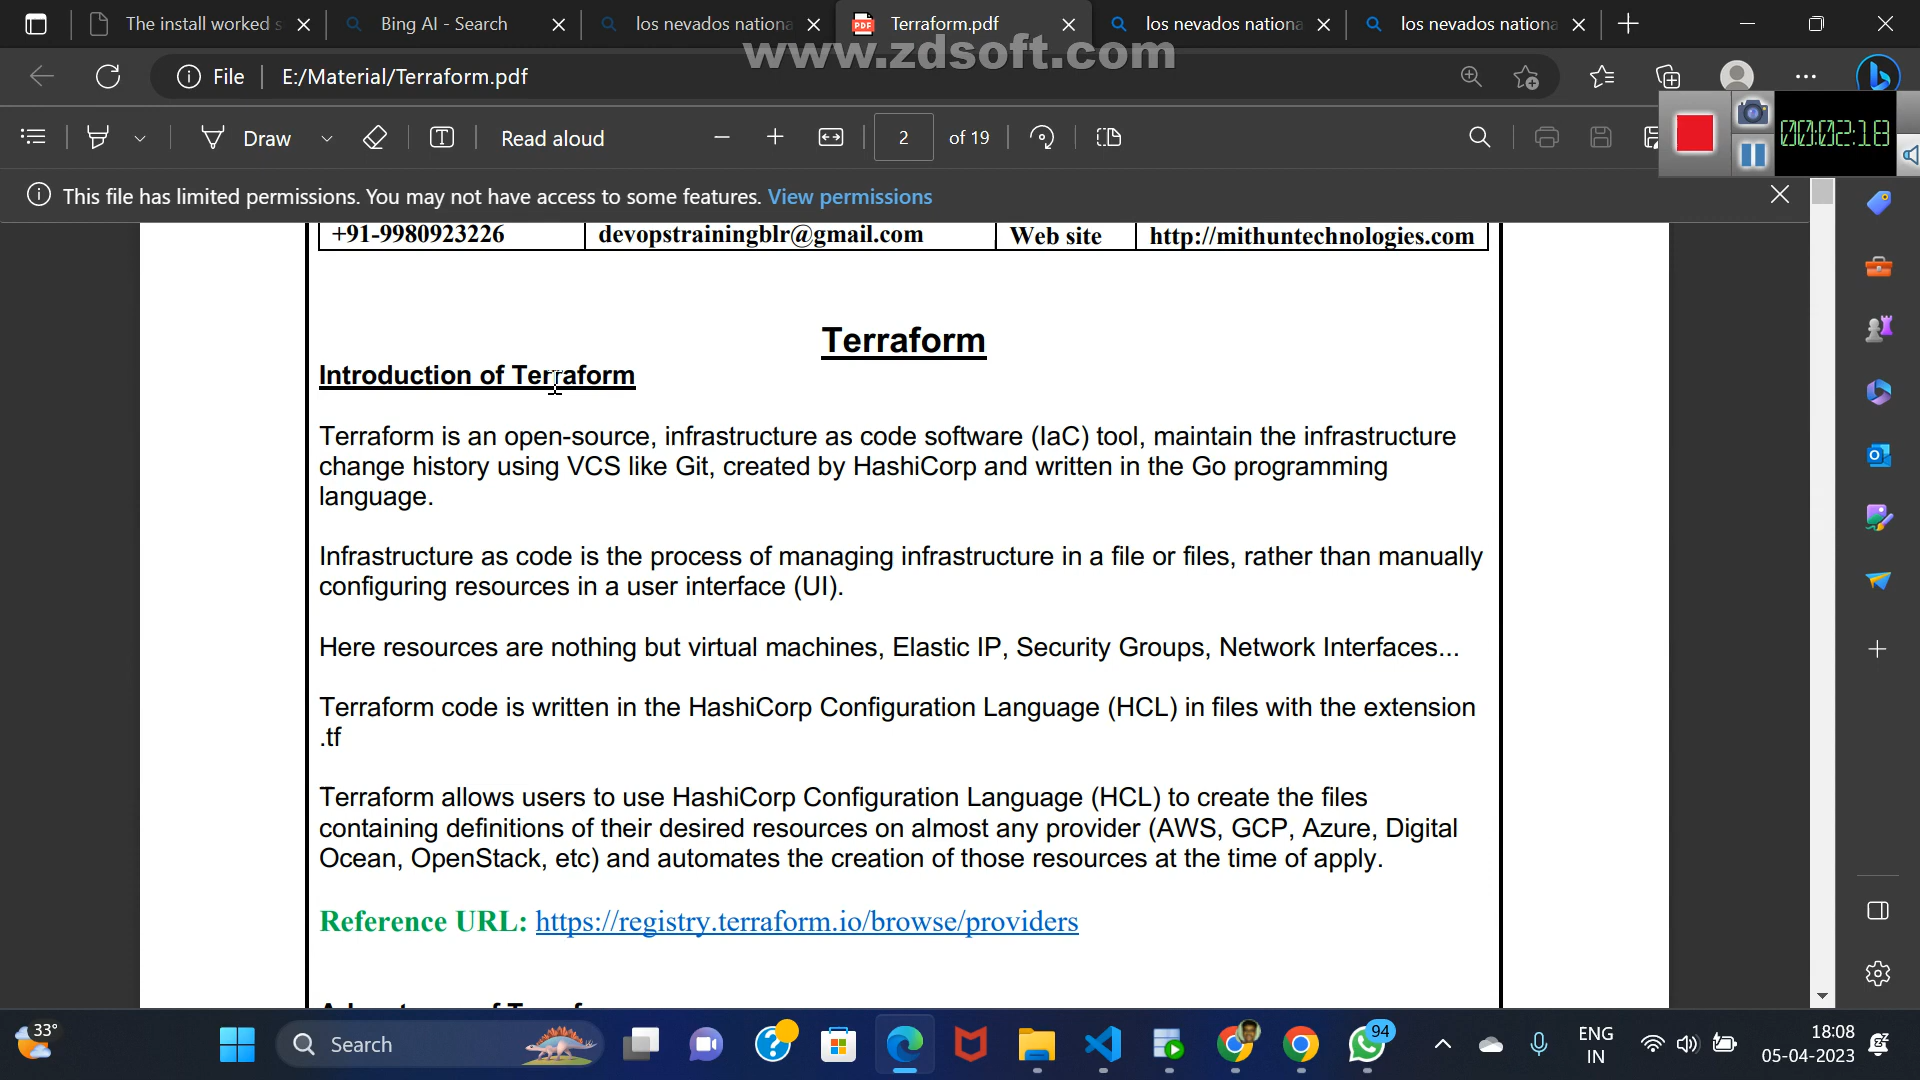 The install worked s
Bing AI - Search
los nevados nationa
Terraform.pdf
los nevados nationa
los nevados nationa
www.zdsoft.com
File
E:/Material/Terraform.pdf
Draw
Read aloud
2
of 19
00:02:18
This file has limited permissions. You may not have access to some features. View permissions
+91-9980923226
devopstrainingblr@gmail.com
Web site
http://mithuntechnologies.com
Terraform
Introduction of Terraform
Terraform is an open-source, infrastructure as code software (IaC) tool, maintain the infrastructure
change history using VCS like Git, created by HashiCorp and written in the Go programming
language.
Infrastructure as code is the process of managing infrastructure in a file or files, rather than manually
configuring resources in a user interface (UI).
Here resources are nothing but virtual machines, Elastic IP, Security Groups, Network Interfaces...
Terraform code is written in the HashiCorp Configuration Language (HCL) in files with the extension
.tf
Terraform allows users to use HashiCorp Configuration Language (HCL) to create the files
containing definitions of their desired resources on almost any provider (AWS, GCP, Azure, Digital
Ocean, OpenStack, etc) and automates the creation of those resources at the time of apply.
Reference URL: https://registry.terraform.io/browse/providers
33°
Search
94
ENG
IN
18:08
05-04-2023